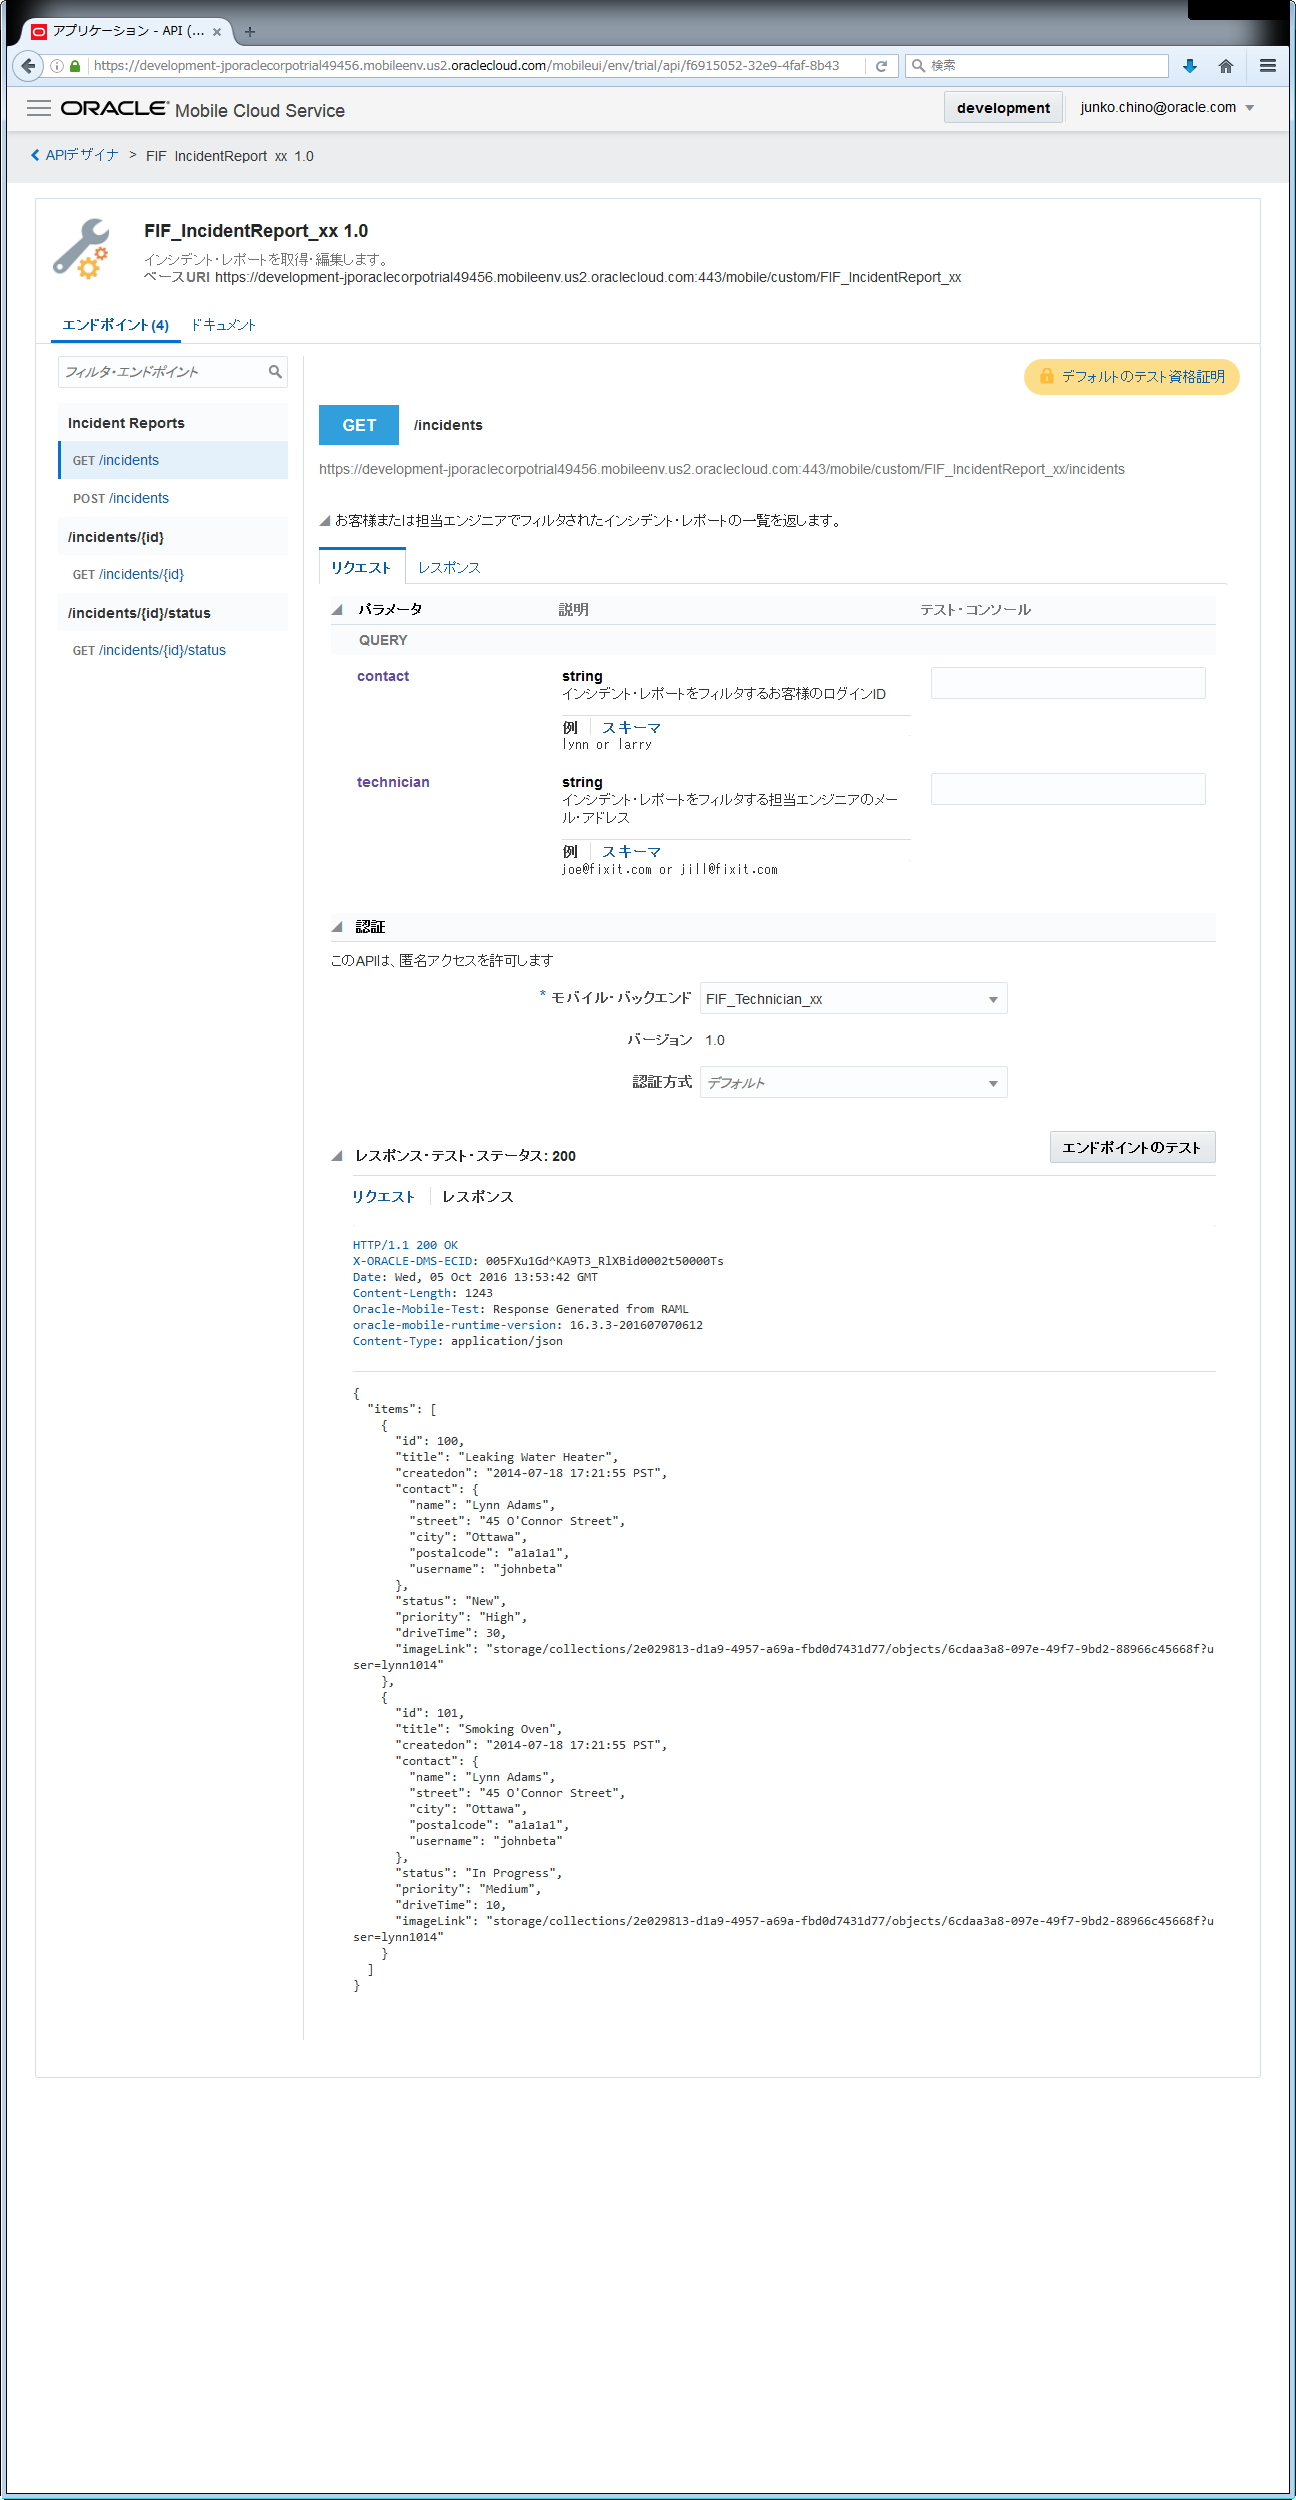 アプリケーション - API (...
https://development-jporaclecorpotrial49456.mobileenv.us2.oraclecloud.com/mobileui/env/trial/api/f6915052-32e9-4faf-8b43
検索
ORACLE Mobile Cloud Service
development
junko.chino@oracle.com
APIデザイナ > FIF_IncidentReport_xx 1.0
FIF_IncidentReport_xx 1.0
インシデント・レポートを取得・編集します。
ベースURI https://development-jporaclecorpotrial49456.mobileenv.us2.oraclecloud.com:443/mobile/custom/FIF_IncidentReport_xx
エンドポイント(4) ドキュメント
フィルタ・エンドポイント
Incident Reports
GET /incidents
POST /incidents
/incidents/{id}
GET /incidents/{id}
/incidents/{id}/status
GET /incidents/{id}/status
デフォルトのテスト資格証明
GET /incidents
https://development-jporaclecorpotrial49456.mobileenv.us2.oraclecloud.com:443/mobile/custom/FIF_IncidentReport_xx/incidents
お客様または担当エンジニアでフィルタされたインシデント・レポートの一覧を返します。
リクエスト レスポンス
パラメータ 説明 テスト・コンソール
QUERY
contact string
インシデント・レポートをフィルタするお客様のログインID
例 スキーマ
lynn or larry
technician string
インシデント・レポートをフィルタする担当エンジニアのメー
ル・アドレス
例 スキーマ
joe@fixit.com or jill@fixit.com
認証
このAPIは、匿名アクセスを許可します
* モバイル・バックエンド FIF_Technician_xx
バージョン 1.0
認証方式 デフォルト
レスポンス・テスト・ステータス: 200
エンドポイントのテスト
リクエスト レスポンス
HTTP/1.1 200 OK
X-ORACLE-DMS-ECID: 005FXu1Gd^KA9T3_RlXBid0002t50000Ts
Date: Wed, 05 Oct 2016 13:53:42 GMT
Content-Length: 1243
Oracle-Mobile-Test: Response Generated from RAML
oracle-mobile-runtime-version: 16.3.3-201607070612
Content-Type: application/json
{
"items": [
{
"id": 100,
"title": "Leaking Water Heater",
"createdon": "2014-07-18 17:21:55 PST",
"contact": {
"name": "Lynn Adams",
"street": "45 O'Connor Street",
"city": "Ottawa",
"postalcode": "a1a1a1",
"username": "johnbeta"
},
"status": "New",
"priority": "High",
"driveTime": 30,
"imageLink": "storage/collections/2e029813-d1a9-4957-a69a-fbd0d7431d77/objects/6cdaa3a8-097e-49f7-9bd2-88966c45668f?u
ser=lynn1014"
},
{
"id": 101,
"title": "Smoking Oven",
"createdon": "2014-07-18 17:21:55 PST",
"contact": {
"name": "Lynn Adams",
"street": "45 O'Connor Street",
"city": "Ottawa",
"postalcode": "a1a1a1",
"username": "johnbeta"
},
"status": "In Progress",
"priority": "Medium",
"driveTime": 10,
"imageLink": "storage/collections/2e029813-d1a9-4957-a69a-fbd0d7431d77/objects/6cdaa3a8-097e-49f7-9bd2-88966c45668f?u
ser=lynn1014"
}
]
}